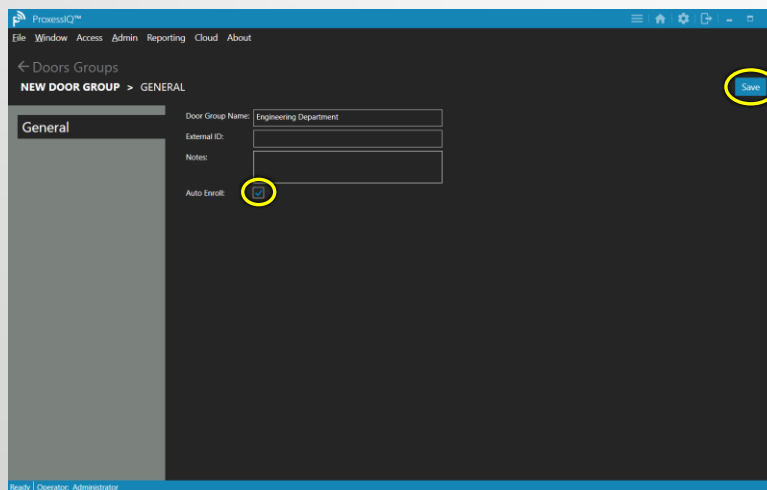 ProxessIQ™
File Window Access Admin Reporting Cloud About
Doors Groups
NEW DOOR GROUP > GENERAL
Save
General
Door Group Name: Engineering Department
External ID:
Notes:
Auto Enroll:
Ready Operator: Administrator